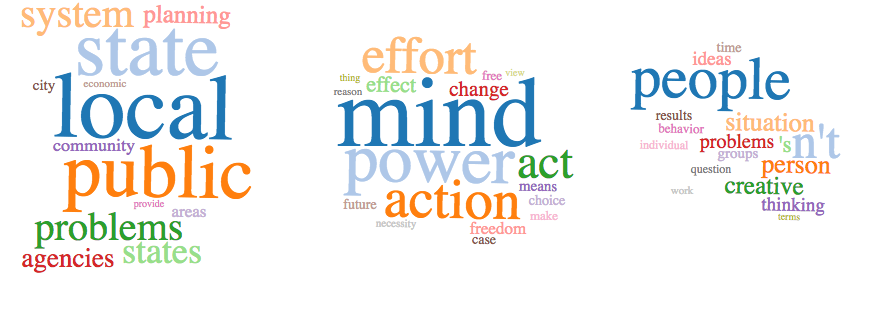 system planning
state
city economic
local
community
public
provide
areas
problems
agencies states
effort
thing effect free view
reason change
mind
power act
means
action choice
future make
necessity freedom
case
time
ideas
people
results situation
behavior
individual problems 's n't
groups
question person
work creative
thinking
terms